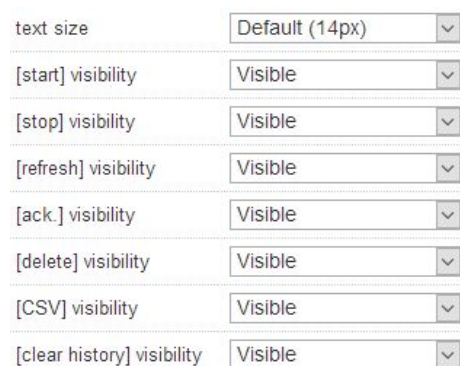 text size Default (14px)
[start] visibility Visible
[stop] visibility Visible
[refresh] visibility Visible
[ack.] visibility Visible
[delete] visibility Visible
[CSV] visibility Visible
[clear history] visibility Visible